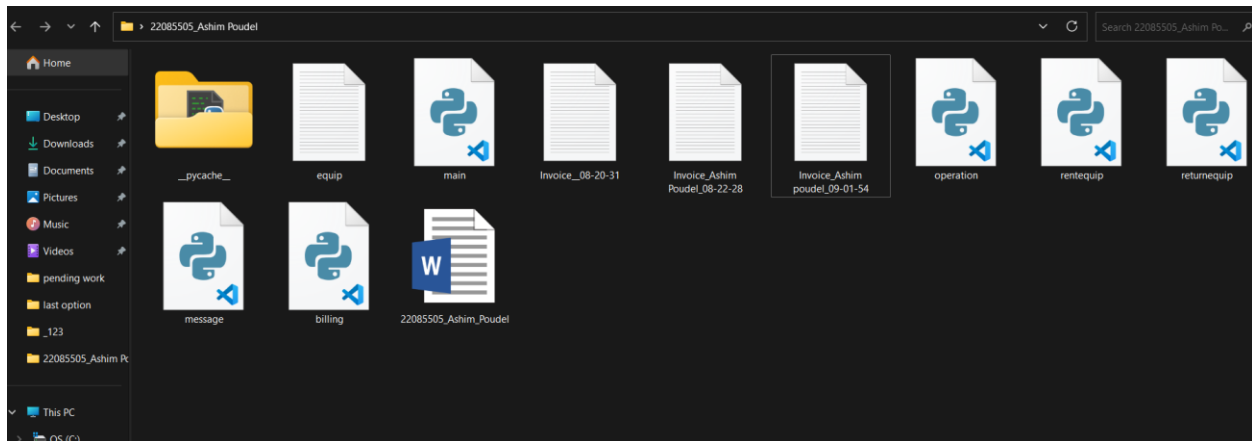 22085505_Ashim Poudel
Search 22085505_Ashim Po...
Home
Desktop
Downloads
Documents
Pictures
Music
Videos
pending work
last option
_123
22085505_Ashim Po
This PC
OS (C:)
__pycache__
equip
main
Invoice__08-20-31
Invoice_Ashim
Poudel_08-22-28
Invoice_Ashim
poudel_09-01-54
operation
rentequip
returnequip
message
billing
W
22085505_Ashim_Poudel